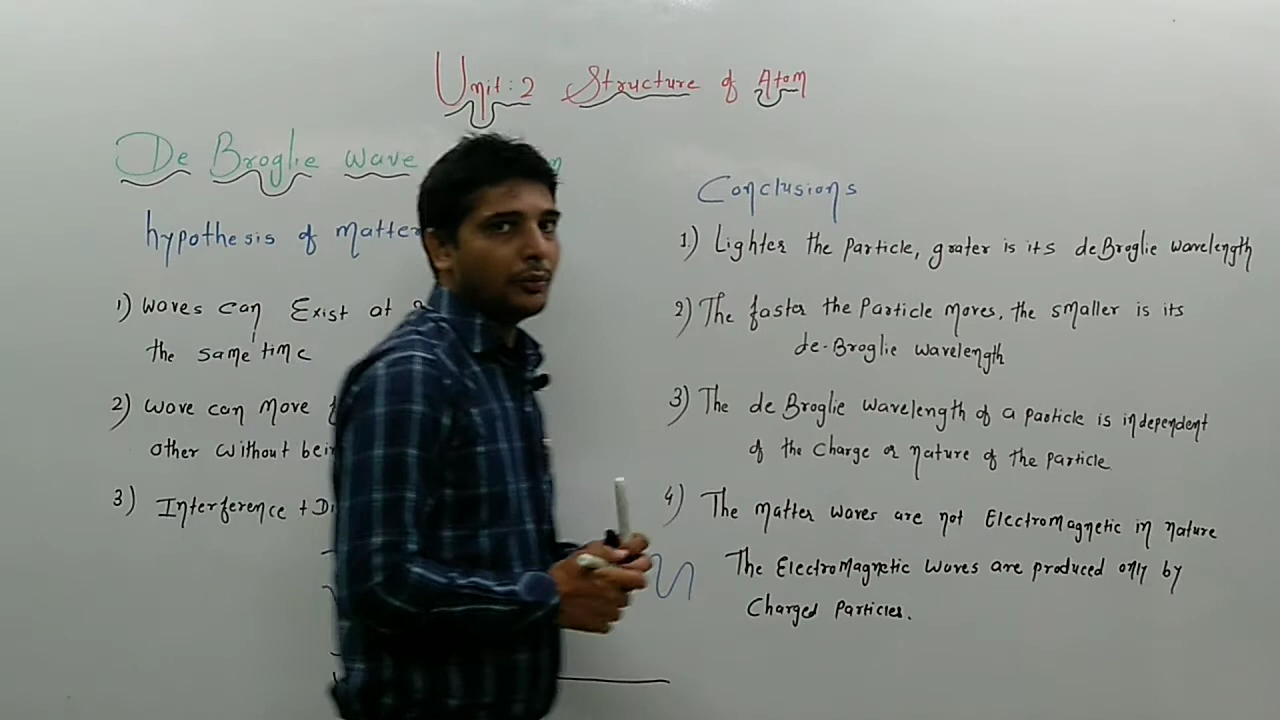 Unit: 2 Structure of Atom
De Broglie wave
hypothesis of matter
1) Waves can Exist at
the same time
2) Wave can Move
other without
3) Interference +
Conclusions
1.) Lighter the particle, grater is its deBroglie wavelength
2) The faster the Particle Moves, the smaller is its
de-Broglie wavelength
3) The de Broglie wavelength of a particle is independent
of the charge or nature of the particle
4) The Matter waves are not Electromagnetic in nature
The Electromagnetic waves are produced only by
Charged Particles.